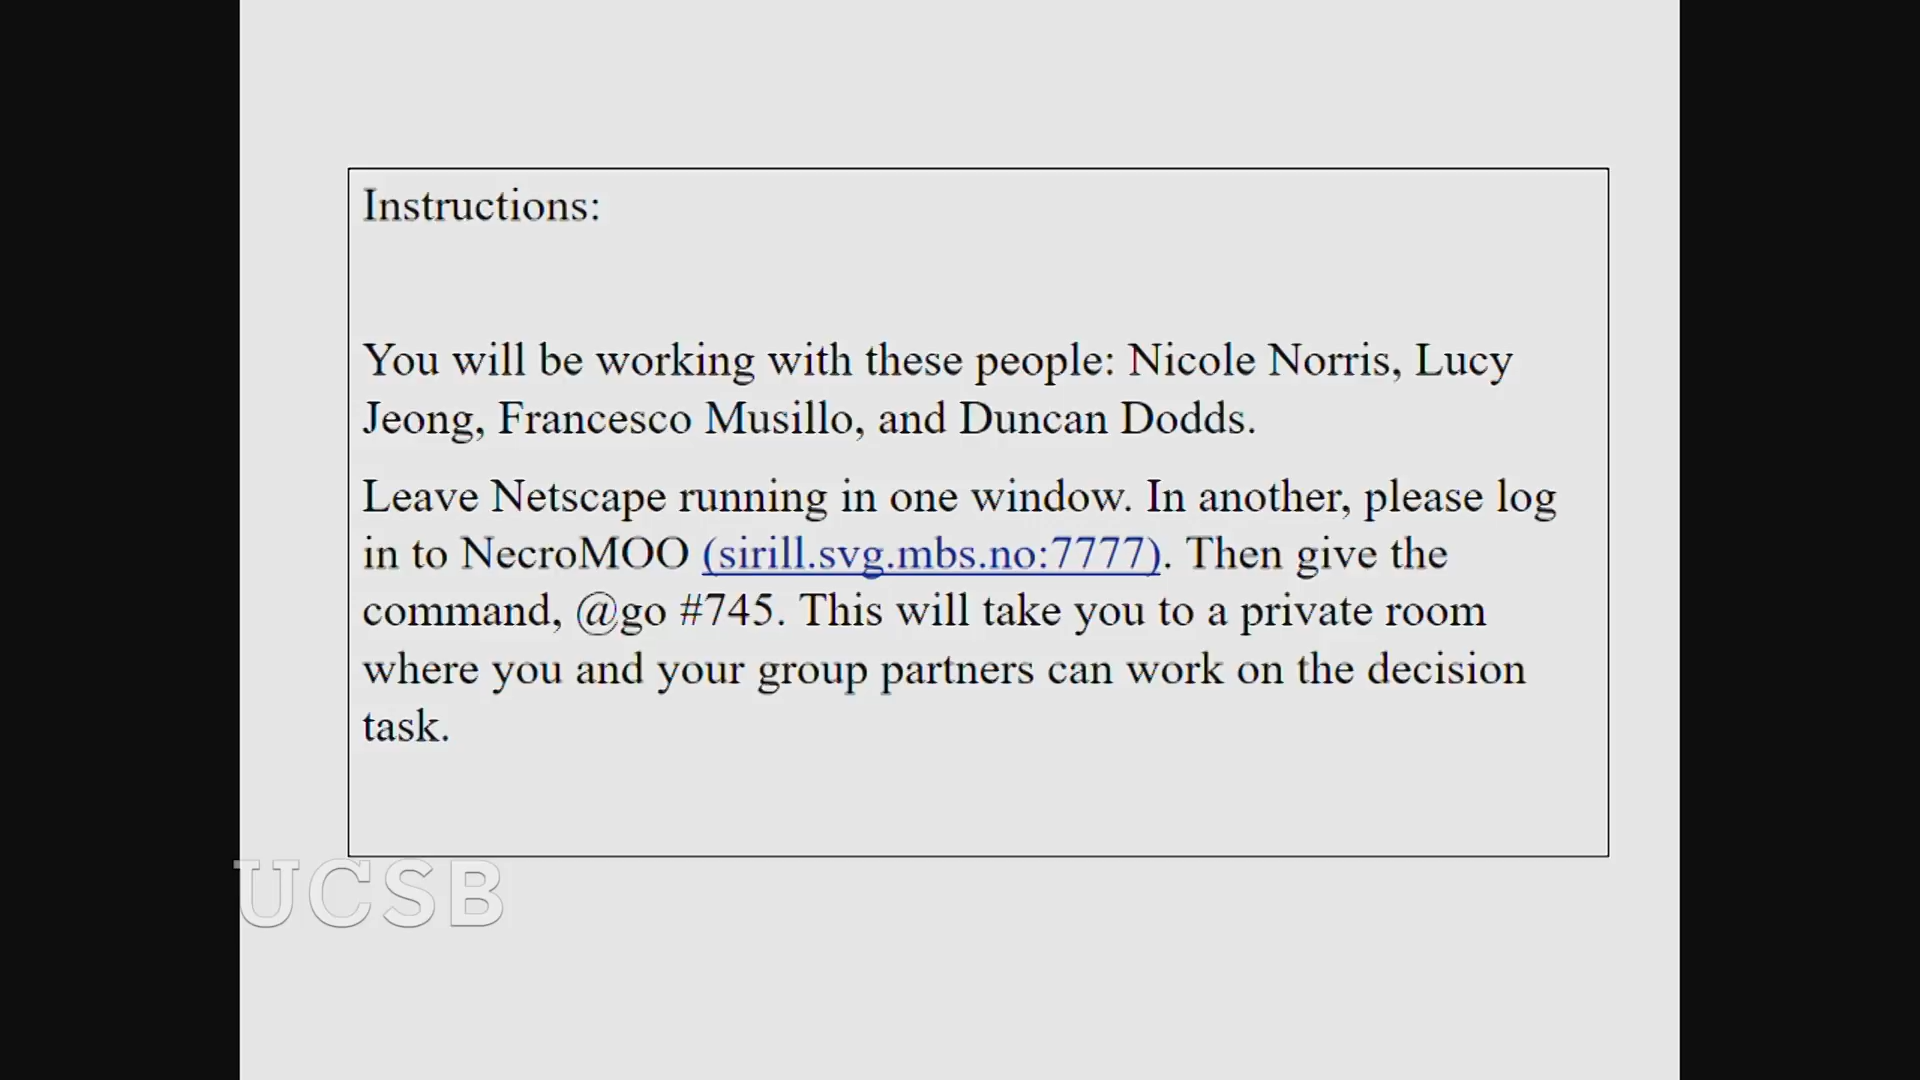 Instructions:
You will be working with these people: Nicole Norris, Lucy
Jeong, Francesco Musillo, and Duncan Dodds.
Leave Netscape running in one window. In another, please log
in to NecroMOO (sirill.svg.mbs.no:7777). Then give the
command, @go #745. This will take you to a private room
where you and your group partners can work on the decision
task.
UCSB